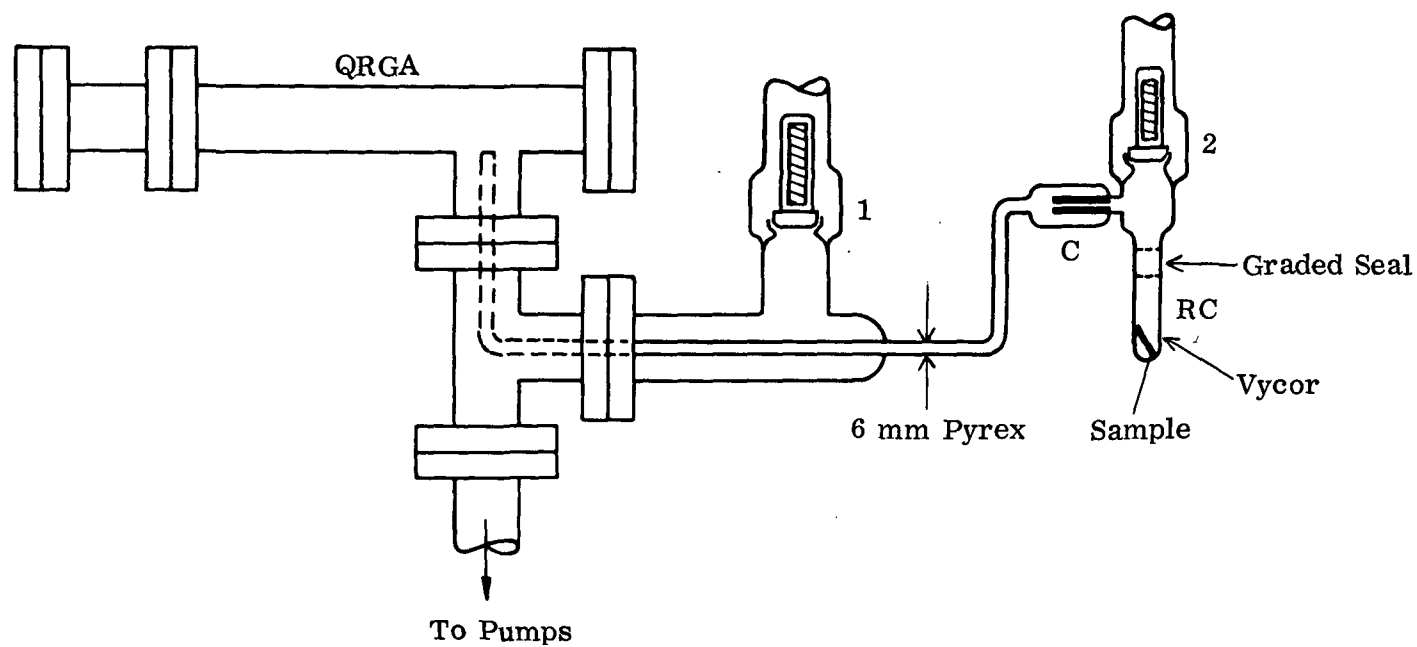 QRGA
1
2
C
Graded Seal
RC
Vycor
6 mm Pyrex
Sample
To Pumps